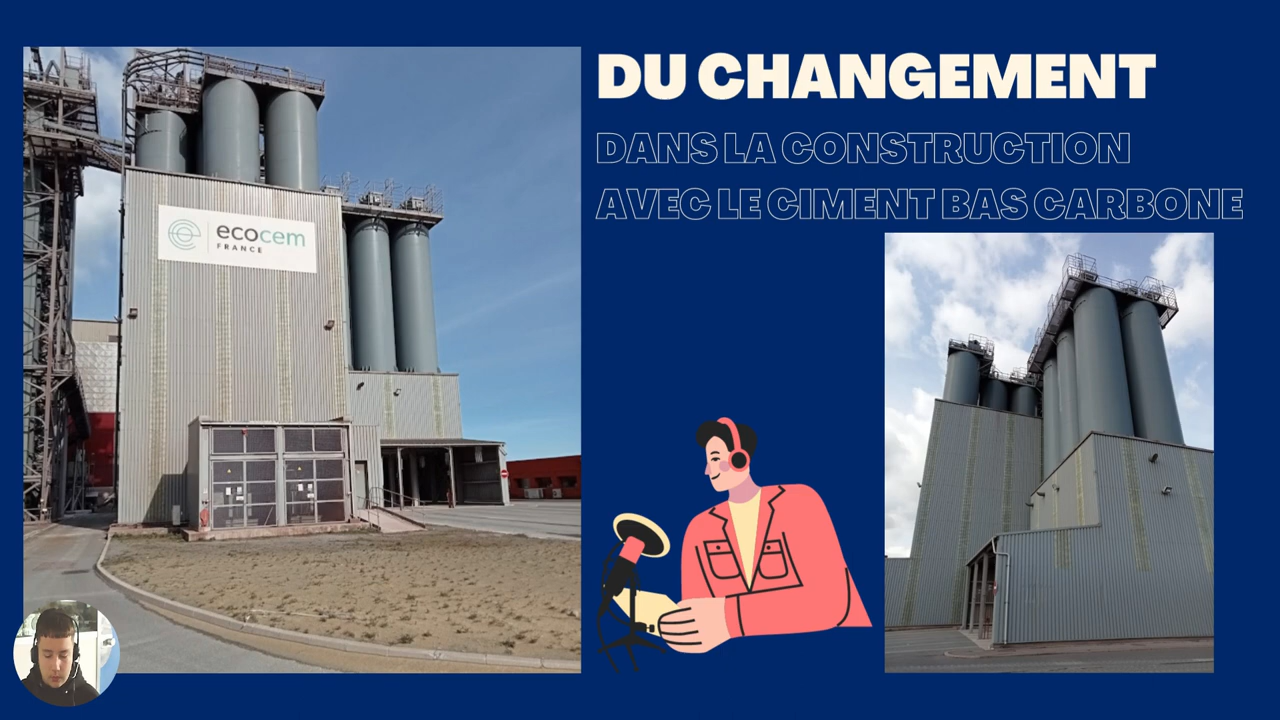 DU CHANGEMENT
DANS LA CONSTRUCTION
AVEC LE CIMENT BAS CARBONE
ecocem
FRANCE